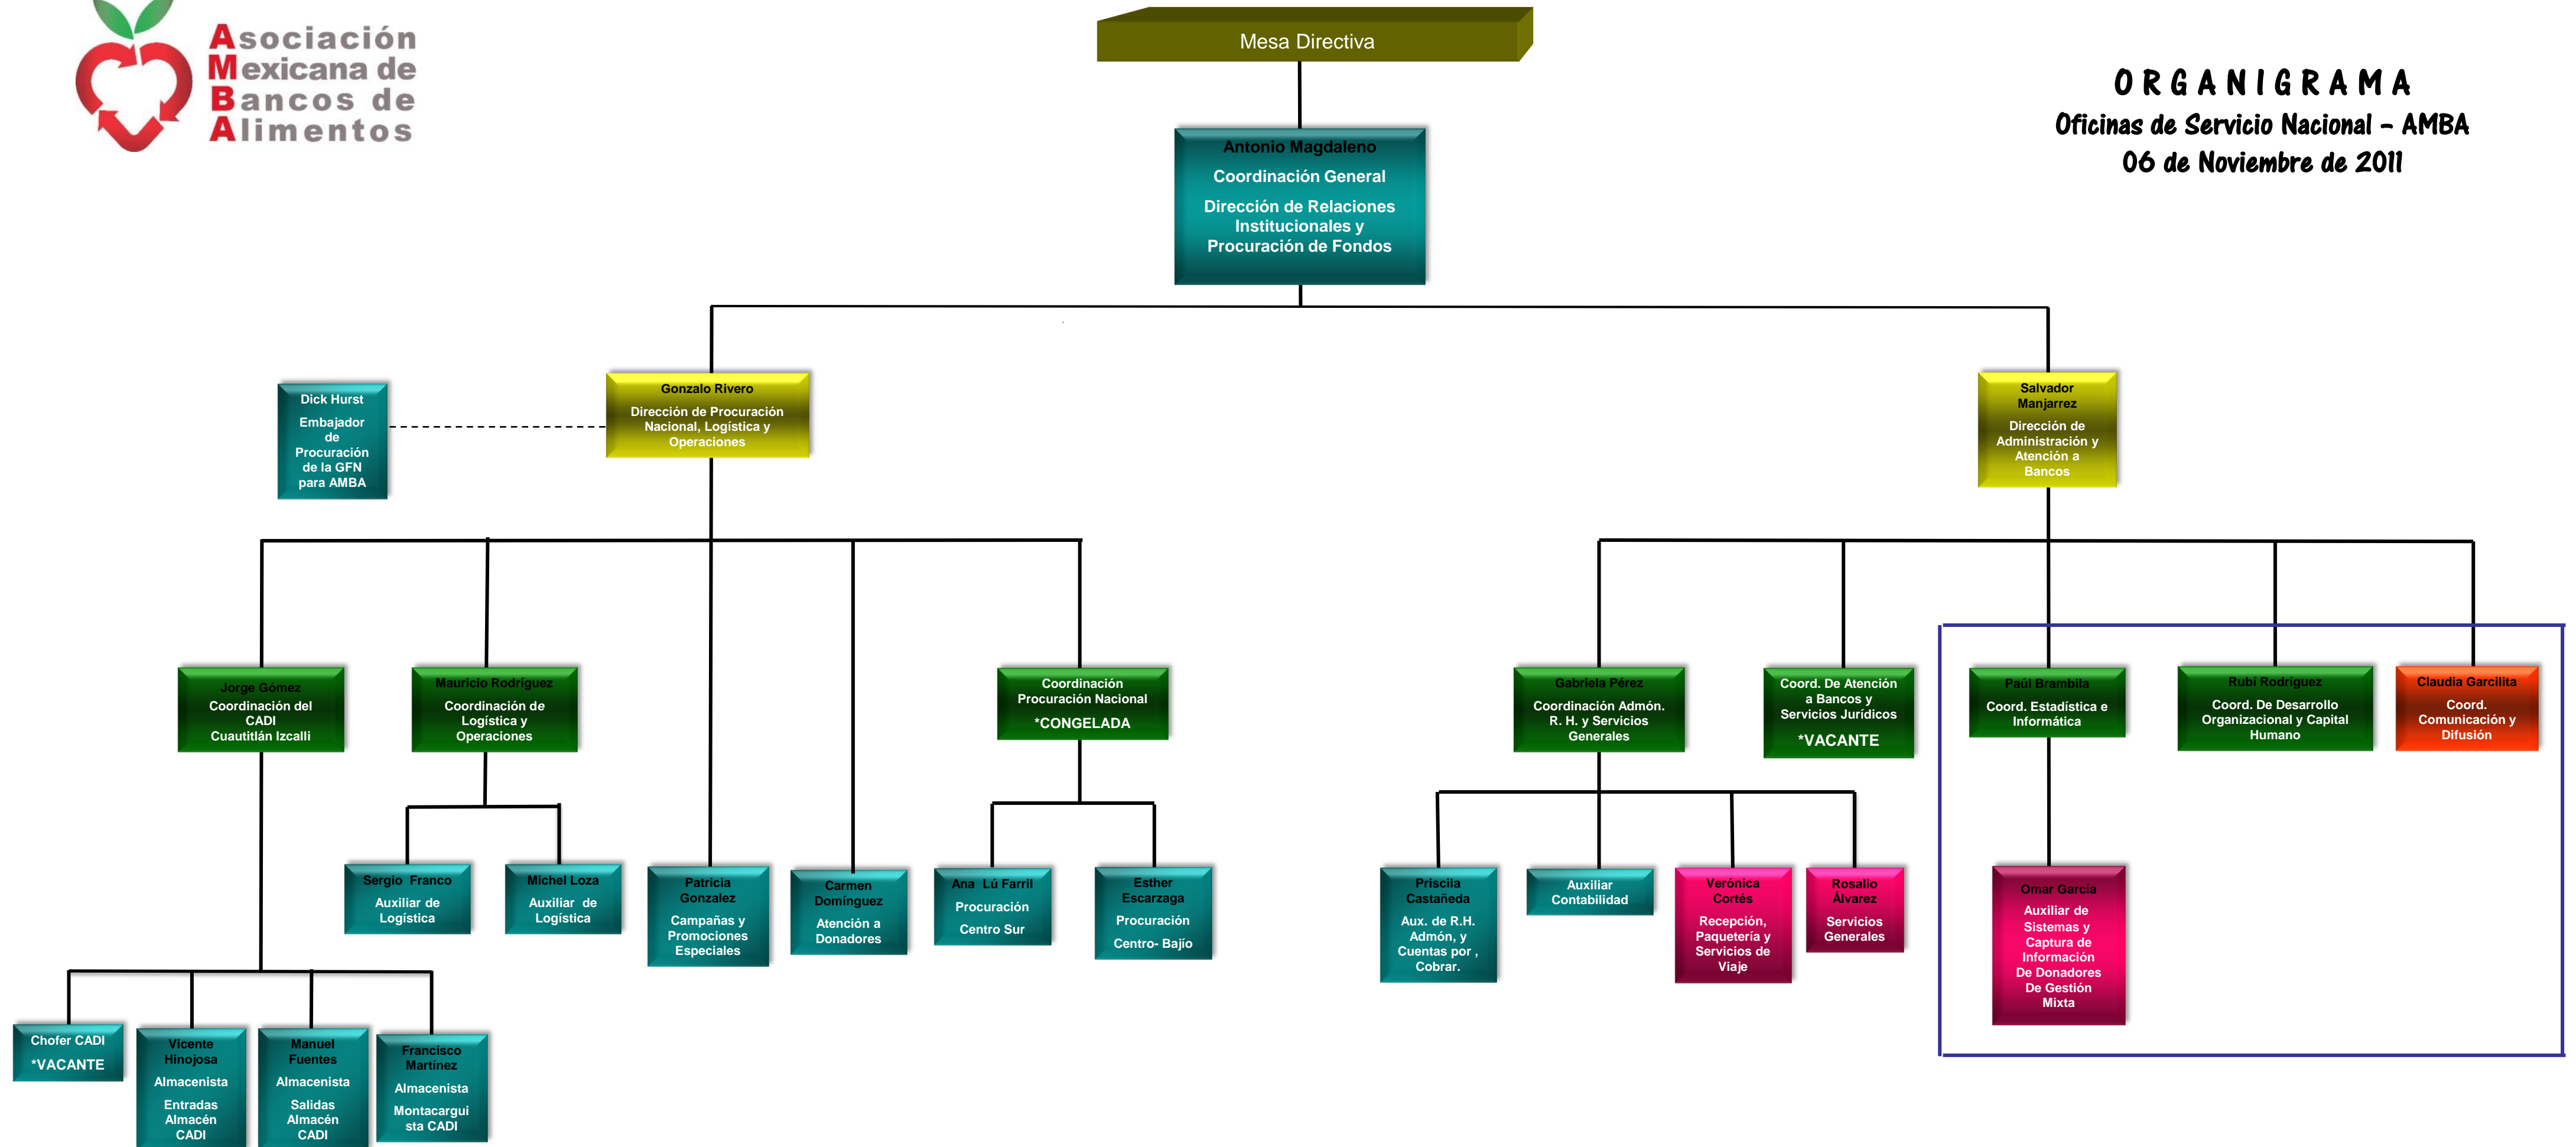 Asociación
Mexicana de
Bancos de
Alimentos
Mesa Directiva
O R G A N I G R A M A
Oficinas de Servicio Nacional – AMBA
06 de Noviembre de 2011
Antonio Magdaleno
Coordinación General
Dirección de Relaciones
Institucionales y
Procuración de Fondos
Dick Hurst
Embajador
de
Procuración
de la GFN
para AMBA
Gonzalo Rivero
Dirección de Procuración
Nacional, Logística y
Operaciones
Salvador
Manjarrez
Dirección de
Administración y
Atención a
Bancos
Jorge Gómez
Coordinación del
CADI
Cuautitlán Izcalli
Mauricio Rodríguez
Coordinación de
Logística y
Operaciones
Coordinación
Procuración Nacional
*CONGELADA
Gabriela Pérez
Coordinación Admón.
R. H. y Servicios
Generales
Coord. De Atención
a Bancos y
Servicios Jurídicos
*VACANTE
Paúl Brambila
Coord. Estadística e
Informática
Rubí Rodríguez
Coord. De Desarrollo
Organizacional y Capital
Humano
Claudia Garcilita
Coord.
Comunicación y
Difusión
Sergio Franco
Auxiliar de
Logística
Michel Loza
Auxiliar de
Logística
Patricia
Gonzalez
Campañas y
Promociones
Especiales
Carmen
Domínguez
Atención a
Donadores
Ana Lú Farril
Procuración
Centro Sur
Esther
Escarzaga
Procuración
Centro- Bajío
Priscila
Castañeda
Aux. de R.H.
Admón, y
Cuentas por ,
Cobrar.
Auxiliar
Contabilidad
Verónica
Cortés
Recepción,
Paquetería y
Servicios de
Viaje
Rosalio
Álvarez
Servicios
Generales
Omar García
Auxiliar de
Sistemas y
Captura de
Información
De Donadores
De Gestión
Mixta
Chofer CADI
*VACANTE
Vicente
Hinojosa
Almacenista
Entradas
Almacén
CADI
Manuel
Fuentes
Almacenista
Salidas
Almacén
CADI
Francisco
Martínez
Almacenista
Montacargui
sta CADI